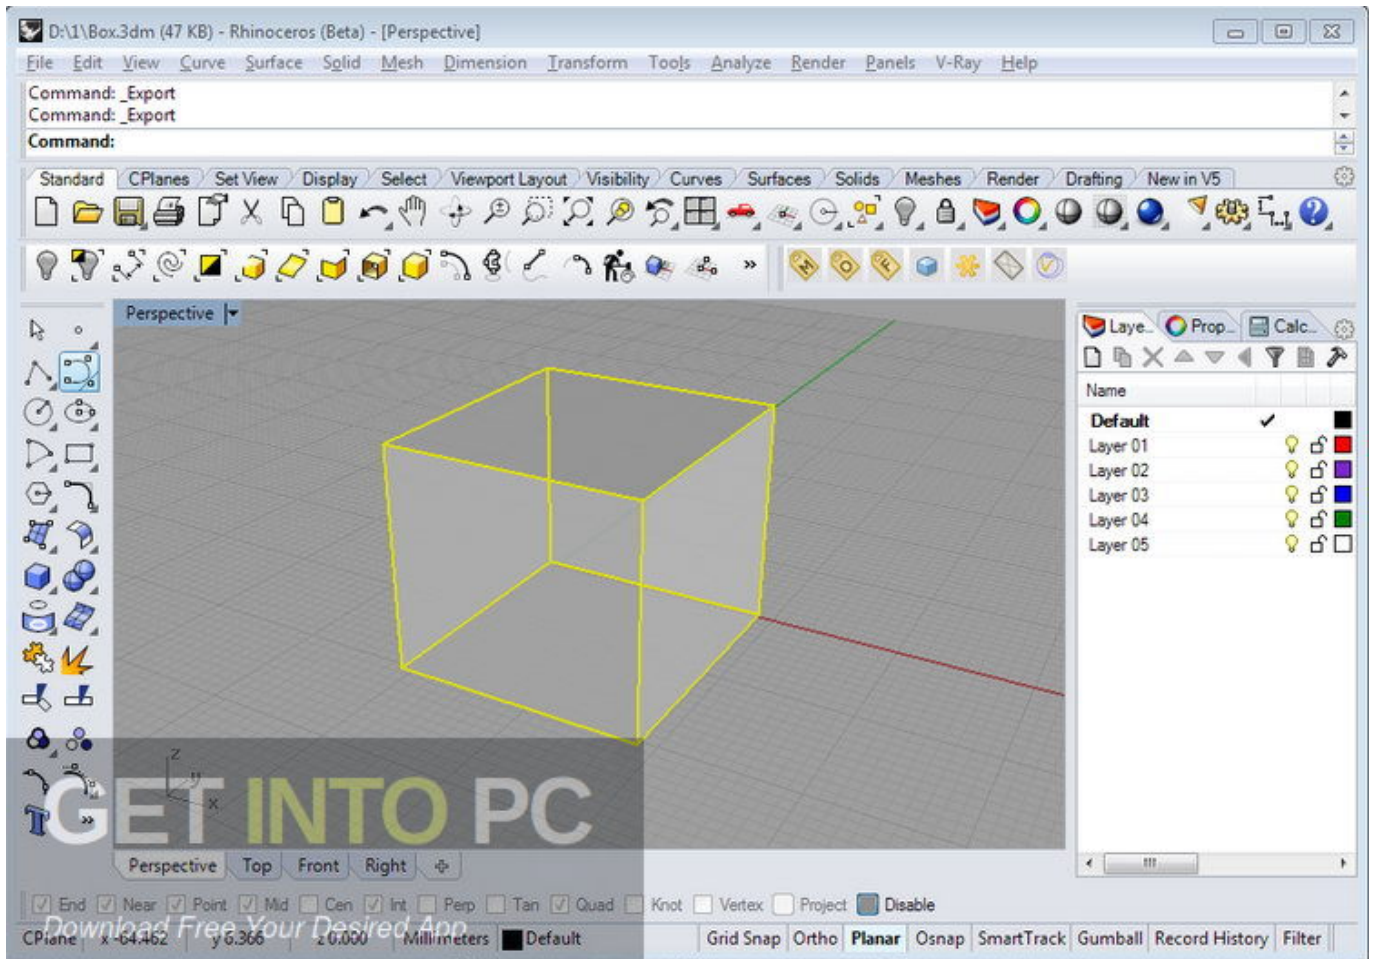 D:\1\Box.3dm (47 KB) - Rhinoceros (Beta) - [Perspective]
File Edit View Curve Surface Solid Mesh Dimension Transform Tools Analyze Render Panels V-Ray Help
Command: _Export
Command: _Export
Command:
Standard CPlanes Set View Display Select Viewport Layout Visibility Curves Surfaces Solids Meshes Render Drafting New in V5
Perspective
Laye... Prop... Calc...
Name
Default
Layer 01
Layer 02
Layer 03
Layer 04
Layer 05
z
y
x
GET INTO PC
Perspective Top Front Right
End Near Point Mid Cen Int Perp Tan Quad Knot Vertex Project Disable
Download Free Your Desired App
CPlane x -64.462 y 6.366 z 0.000 Millimeters Default Grid Snap Ortho Planar Osnap SmartTrack Gumball Record History Filter